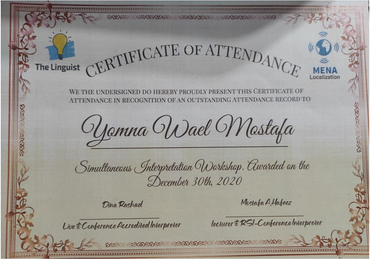 The Linguist
CERTIFICATE OF ATTENDANCE
MENA
Localization
WE THE UNDERSIGNED DO HEREBY PROUDLY PRESENT THIS CERTIFICATE OF
ATTENDANCE IN RECOGNITION OF AN OUTSTANDING ATTENDANCE RECORD TO
Yomna Wael Mostafa
Simultaneous Interpretation Workshop. Awarded on the
December 30th, 2020
Dina Rashad
Mostafa A.Hafeez
Live & Conference Accredited Interpreter
lecturer & RSI-Conference Interpreter